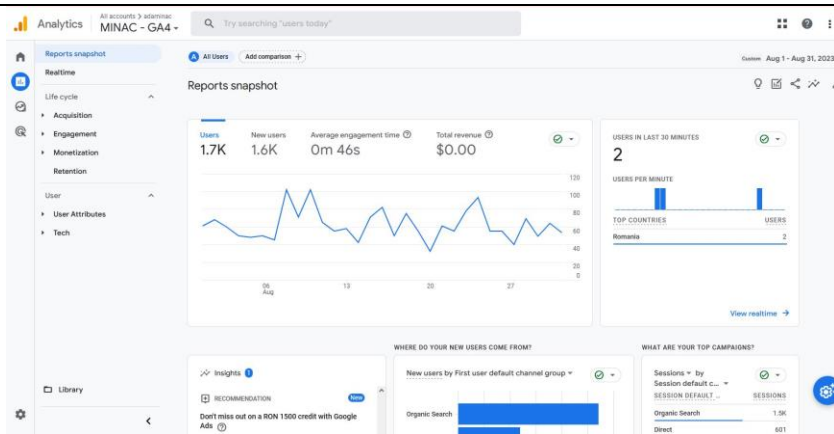 Analytics
All accounts > adaminac
MINAC - GA4
Try searching "users today"
Reports snapshot
Realtime
Life cycle
Acquisition
Engagement
Monetization
Retention
User
User Attributes
Tech
Library
A All Users
Add comparison +
Custom Aug 1 - Aug 31, 2023
Reports snapshot
Users
1.7K
New users
1.6K
Average engagement time
0m 46s
Total revenue
$0.00
120
100
80
60
40
20
0
06
Aug
13
20
27
USERS IN LAST 30 MINUTES
2
USERS PER MINUTE
TOP COUNTRIES USERS
Romania 2
View realtime
Insights 1
RECOMMENDATION New
Don't miss out on a RON 1500 credit with Google
Ads
WHERE DO YOUR NEW USERS COME FROM?
New users by First user default channel group
Organic Search
WHAT ARE YOUR TOP CAMPAIGNS?
Sessions by
Session default c...
SESSION DEFAULT ... SESSIONS
Organic Search 1.5K
Direct 601